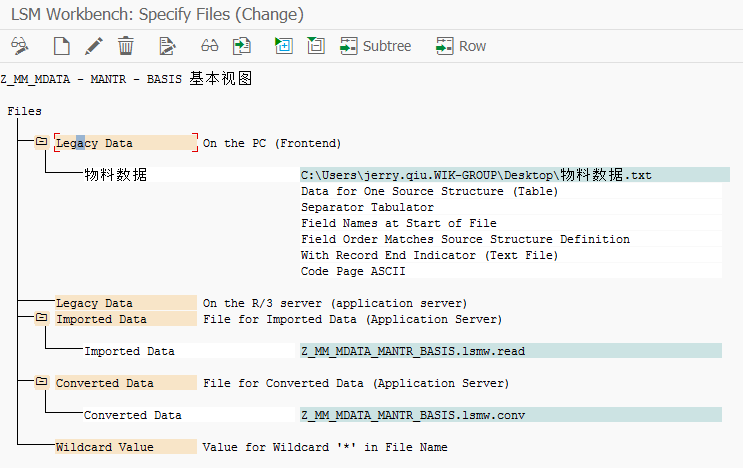 LSM Workbench: Specify Files (Change)
Subtree Row
Z_MM_MDATA - MANTR - BASIS 基本视图
Files
Legacy Data On the PC (Frontend)
物料数据 C:\Users\jerry.qiu.WIK-GROUP\Desktop\物料数据.txt
Data for One Source Structure (Table)
Separator Tabulator
Field Names at Start of File
Field Order Matches Source Structure Definition
With Record End Indicator (Text File)
Code Page ASCII
Legacy Data On the R/3 server (application server)
Imported Data File for Imported Data (Application Server)
Imported Data Z_MM_MDATA_MANTR_BASIS.lsmw.read
Converted Data File for Converted Data (Application Server)
Converted Data Z_MM_MDATA_MANTR_BASIS.lsmw.conv
Wildcard Value Value for Wildcard '*' in File Name